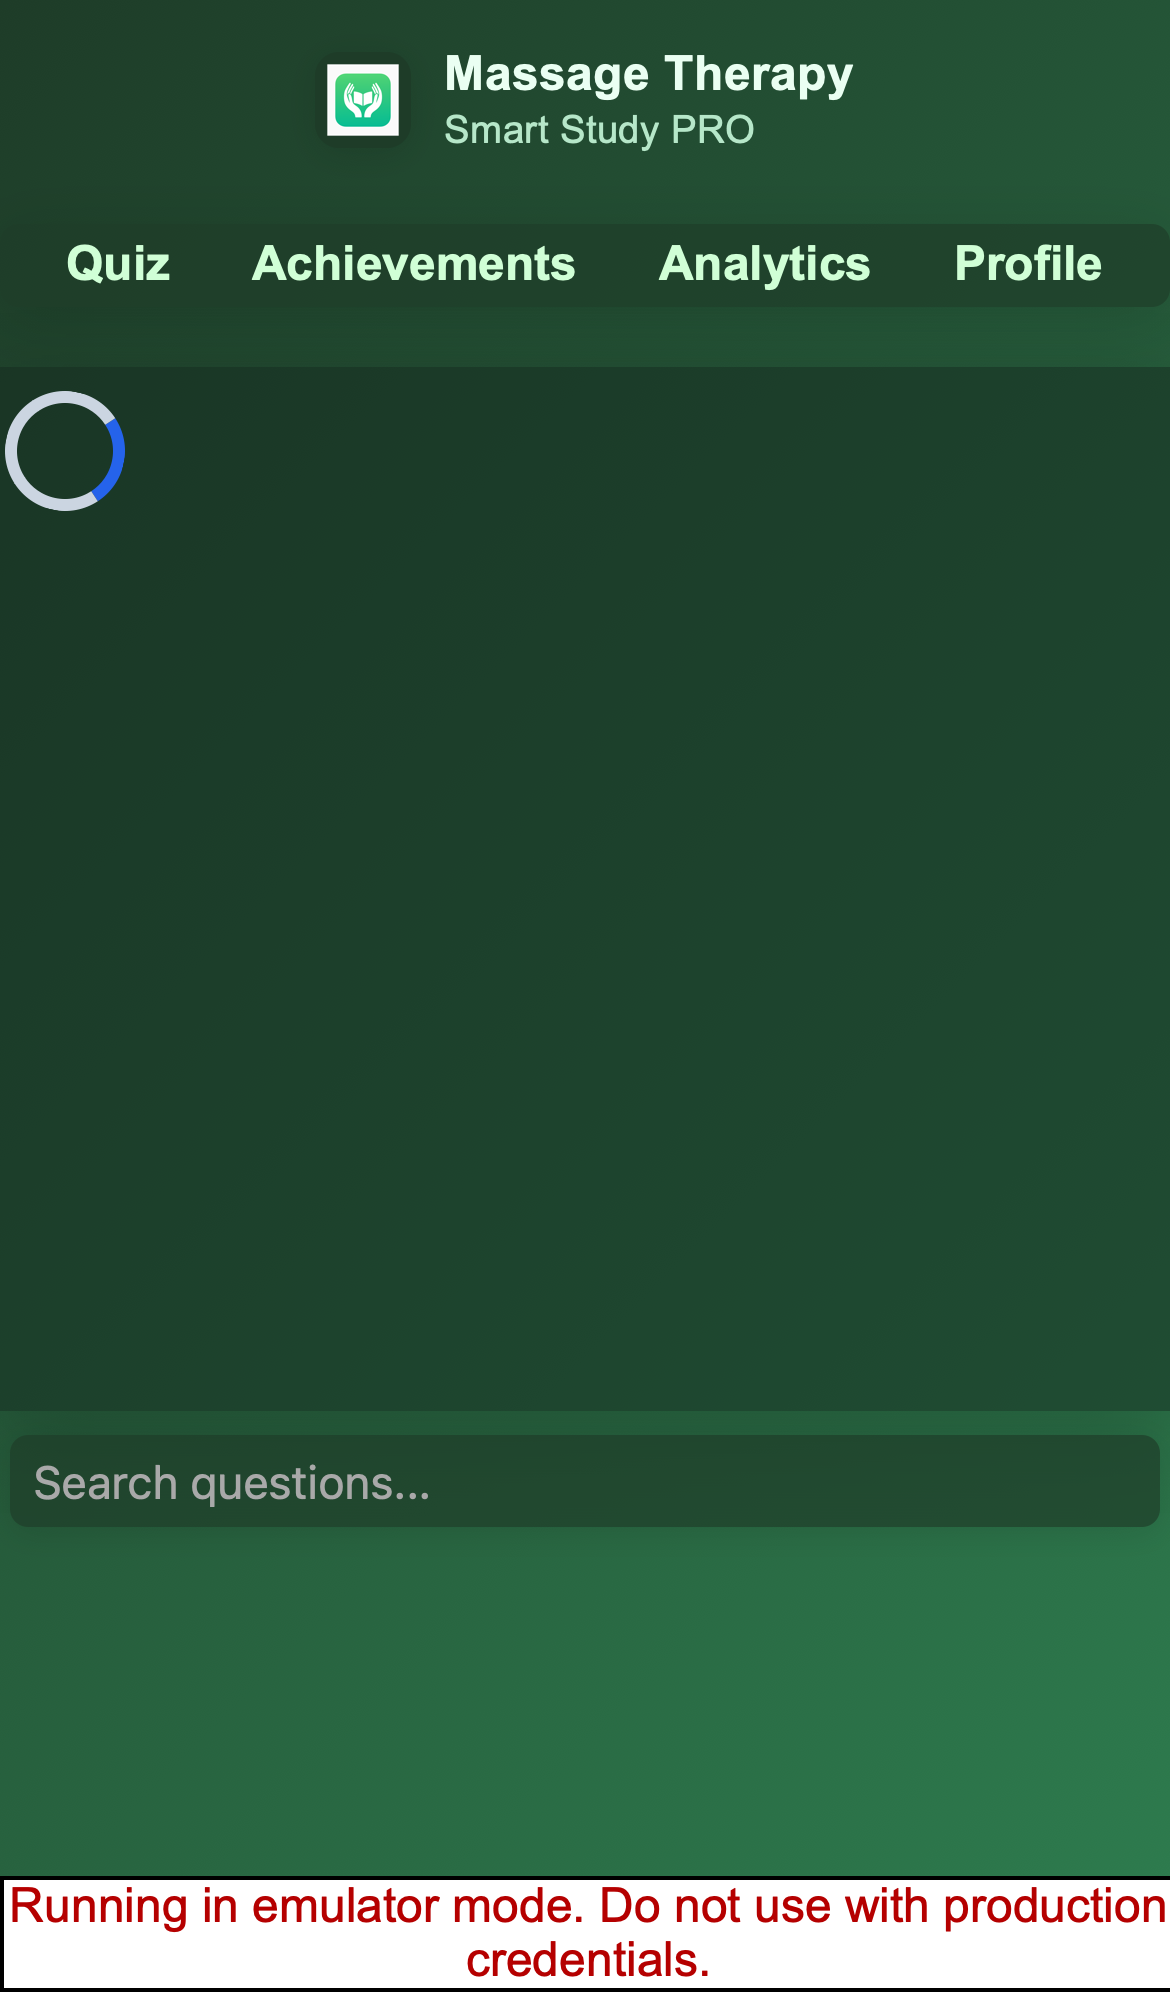 Massage Therapy
Smart Study PRO
Quiz Achievements Analytics Profile
Search questions...
Running in emulator mode. Do not use with production
credentials.